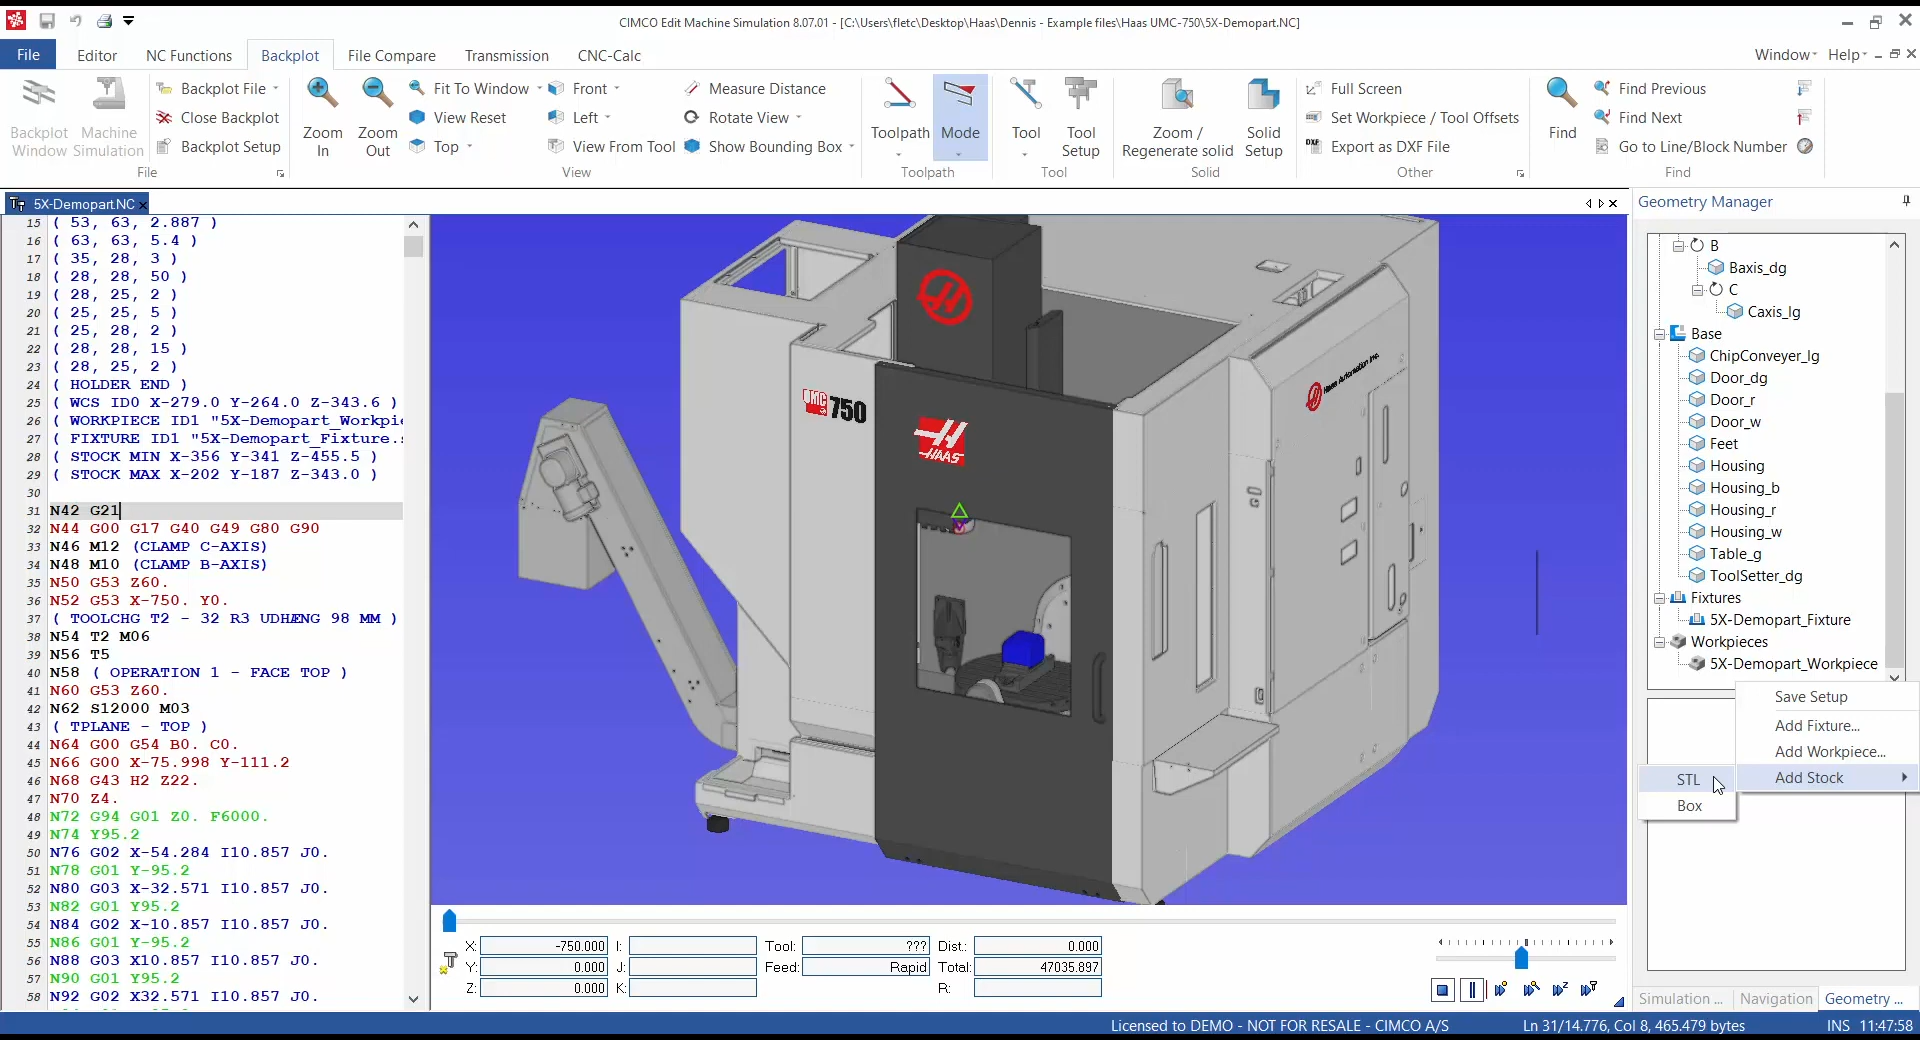 CIMCO Edit Machine Simulation 8.07.01 - [C:\Users\fletc\Desktop\Haas\Dennis - Example files\Haas UMC-750\5X-Demopart.NC]
File Editor NC Functions Backplot File Compare Transmission CNC-Calc Window Help
Backplot Window
Machine Simulation
Backplot File
Close Backplot
Backplot Setup
File
Zoom In
Zoom Out
Fit To Window
View Reset
Top
Front
Left
View From Tool
Measure Distance
Rotate View
Show Bounding Box
View
Toolpath
Mode
Toolpath
Tool
Tool Setup
Tool
Zoom / Regenerate solid
Solid Setup
Solid
Full Screen
Set Workpiece / Tool Offsets
DXF Export as DXF File
Other
Find
Find Previous
Find Next
Go to Line/Block Number
Find
5X-Demopart.NC
15 ( 53, 63, 2.887 )
16 ( 63, 63, 5.4 )
17 ( 35, 28, 3 )
18 ( 28, 28, 50 )
19 ( 28, 25, 2 )
20 ( 25, 25, 5 )
21 ( 25, 28, 2 )
22 ( 28, 28, 15 )
23 ( 28, 25, 2 )
24 ( HOLDER END )
25 ( WCS ID0 X-279.0 Y-264.0 Z-343.6 )
26 ( WORKPIECE ID1 "5X-Demopart_Workpie
27 ( FIXTURE ID1 "5X-Demopart_Fixture.s
28 ( STOCK MIN X-356 Y-341 Z-455.5 )
29 ( STOCK MAX X-202 Y-187 Z-343.0 )
30
31 N42 G21
32 N44 G00 G17 G40 G49 G80 G90
33 N46 M12 (CLAMP C-AXIS)
34 N48 M10 (CLAMP B-AXIS)
35 N50 G53 Z60.
36 N52 G53 X-750. Y0.
37 ( TOOLCHG T2 - 32 R3 UDHÆNG 98 MM )
38 N54 T2 M06
39 N56 T5
40 N58 ( OPERATION 1 - FACE TOP )
41 N60 G53 Z60.
42 N62 S12000 M03
43 ( TPLANE - TOP )
44 N64 G00 G54 B0. C0.
45 N66 G00 X-75.998 Y-111.2
46 N68 G43 H2 Z22.
47 N70 Z4.
48 N72 G94 G01 Z0. F6000.
49 N74 Y95.2
50 N76 G02 X-54.284 I10.857 J0.
51 N78 G01 Y-95.2
52 N80 G03 X-32.571 I10.857 J0.
53 N82 G01 Y95.2
54 N84 G02 X-10.857 I10.857 J0.
55 N86 G01 Y-95.2
56 N88 G03 X10.857 I10.857 J0.
57 N90 G01 Y95.2
58 N92 G02 X32.571 I10.857 J0.
UMC 750
HAAS
Haas Automation Inc.
X: -750.000 I: Tool: ??? Dist.: 0.000
Y: 0.000 J: Feed: Rapid Total: 47035.897
Z: 0.000 K: R:
Geometry Manager
B
Baxis_dg
C
Caxis_lg
Base
ChipConveyer_lg
Door_dg
Door_r
Door_w
Feet
Housing
Housing_b
Housing_r
Housing_w
Table_g
ToolSetter_dg
Fixtures
5X-Demopart_Fixture
Workpieces
5X-Demopart_Workpiece
Save Setup
Add Fixture...
Add Workpiece...
Add Stock
STL
Box
Simulation ... Navigation Geometry ...
Licensed to DEMO - NOT FOR RESALE - CIMCO A/S Ln 31/14.776, Col 8, 465.479 bytes INS 11:47:58